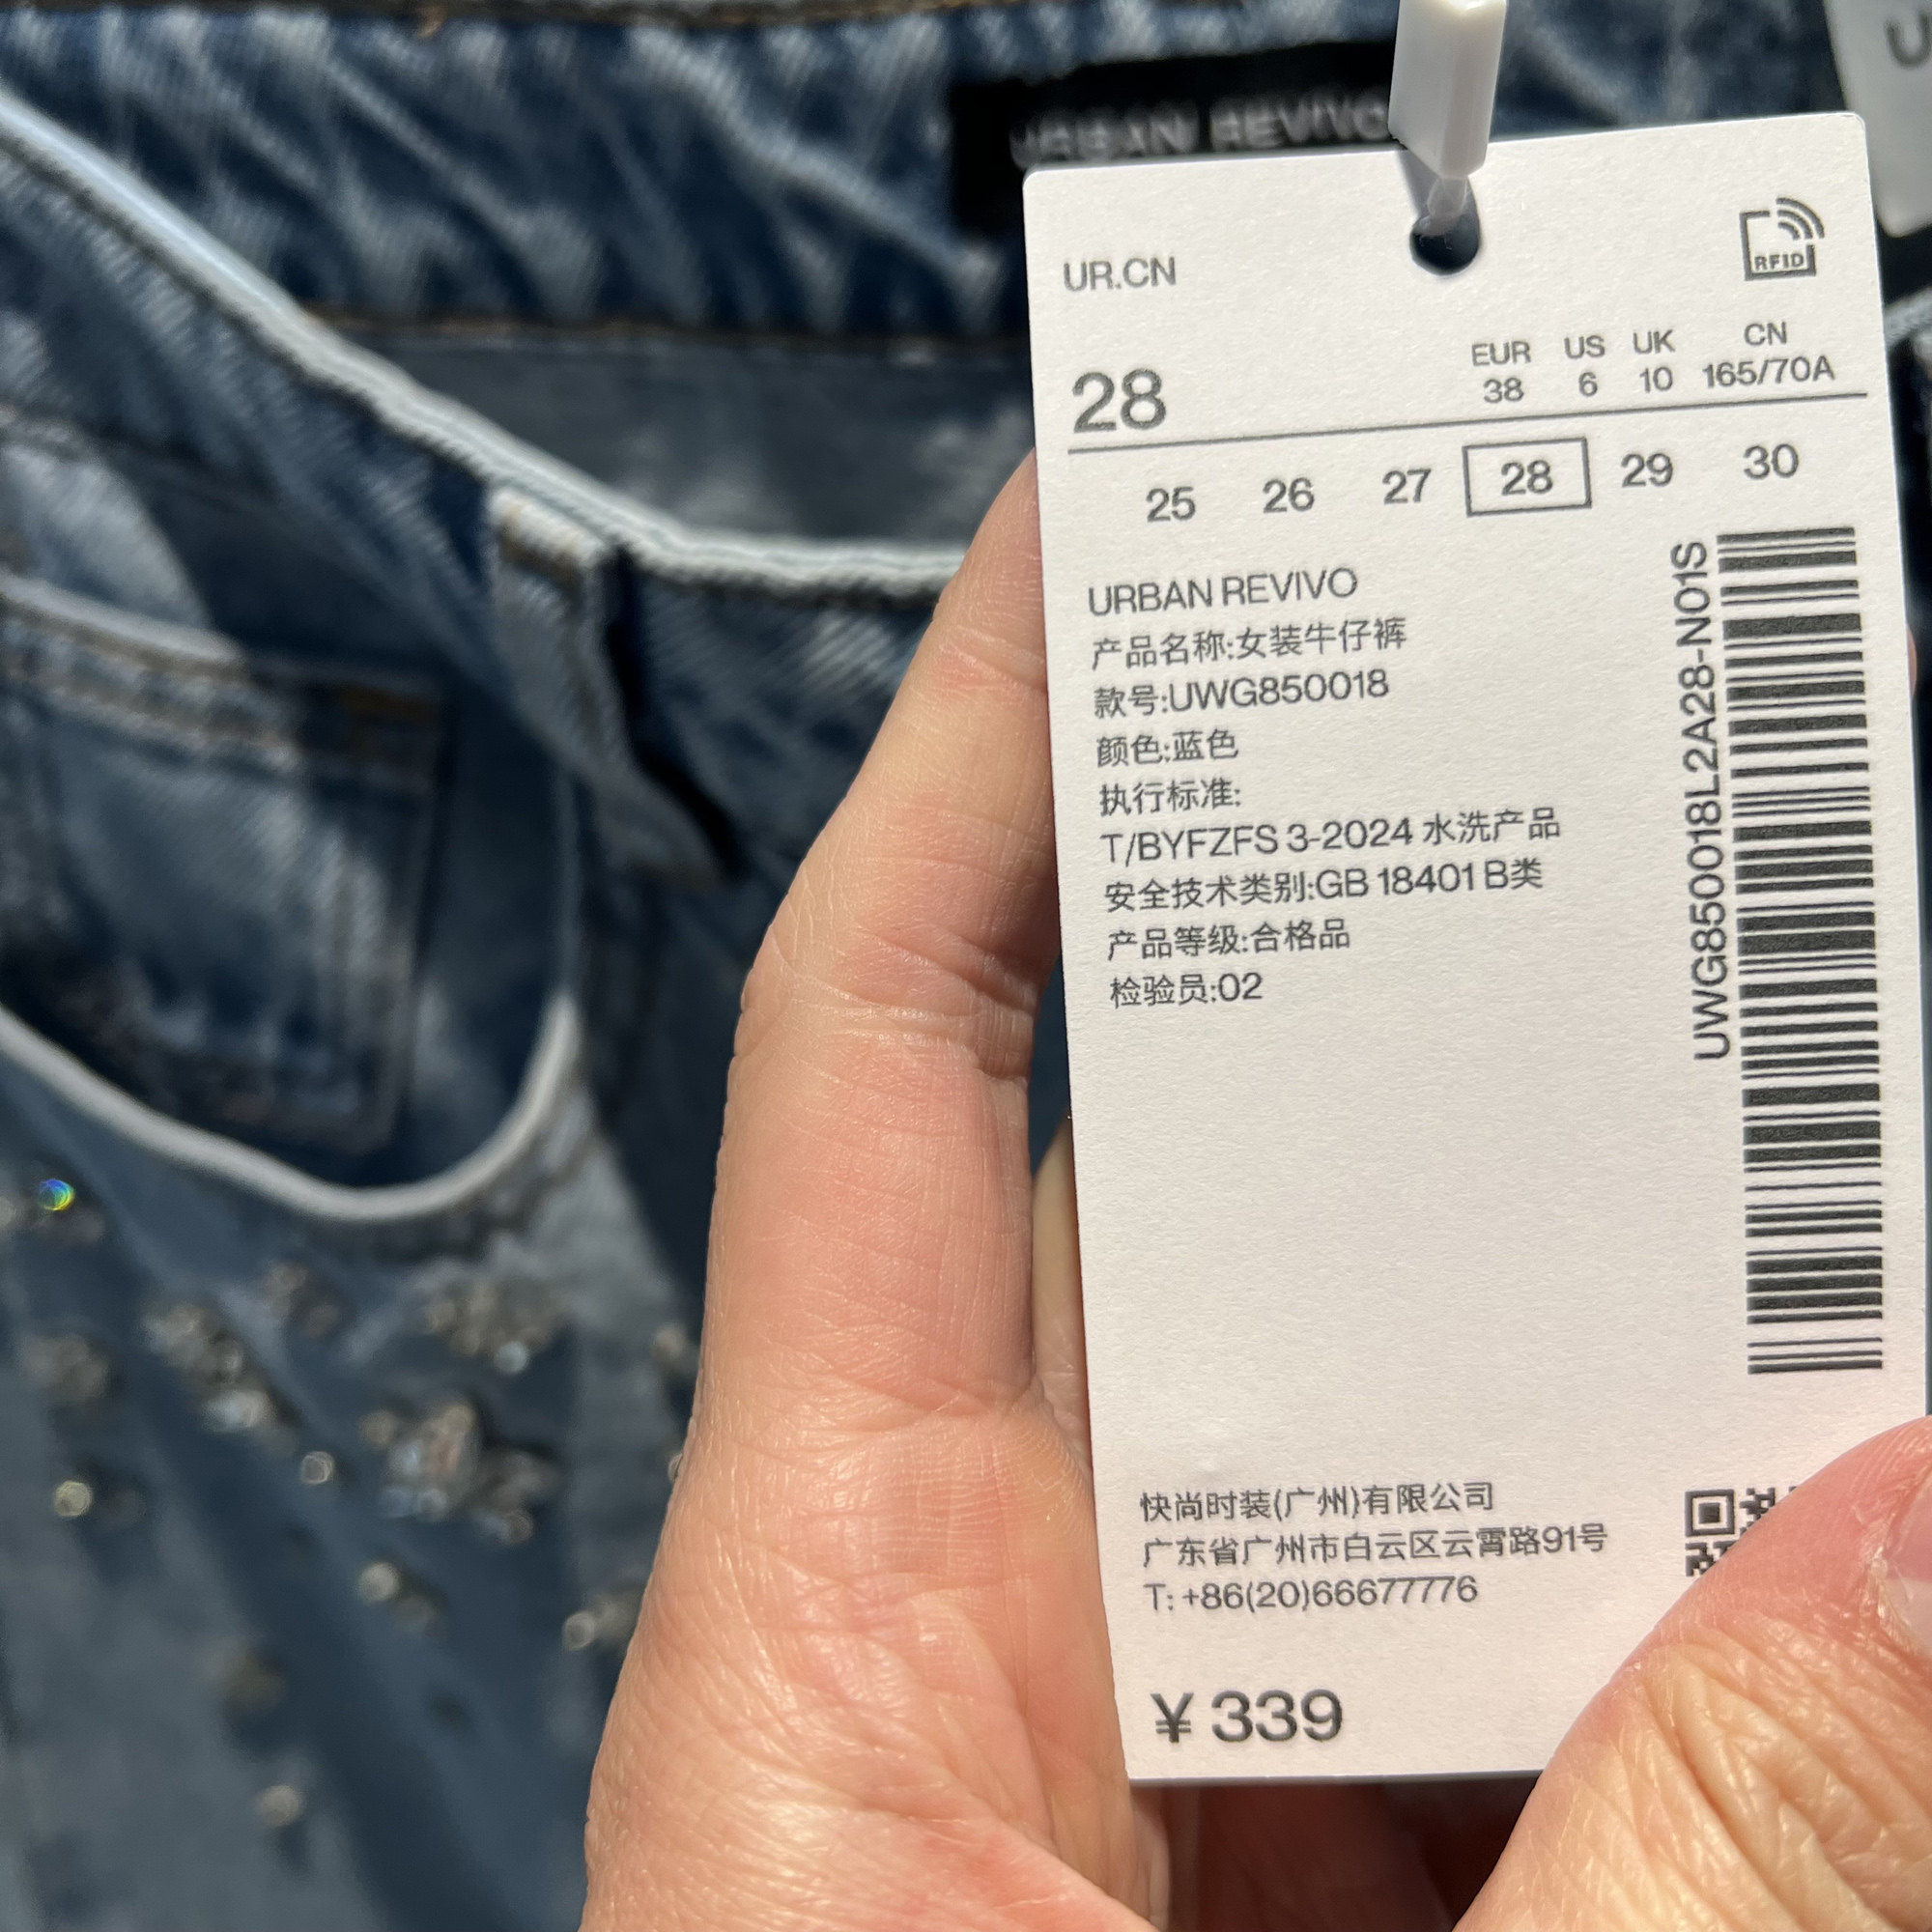 URBAN REVIVO
U
UR.CN
RFID
28
EUR US UK CN
38 6 10 165/70A
25 26 27 28 29 30
URBAN REVIVO
产品名称:女装牛仔裤
款号:UWG850018
颜色:蓝色
执行标准:
T/BYFZFS 3-2024 水洗产品
安全技术类别:GB 18401 B类
产品等级:合格品
检验员:02
UWG850018L2A28-N01S
快尚时装(广州)有限公司
广东省广州市白云区云霄路91号
T: +86(20)66677776
¥ 339